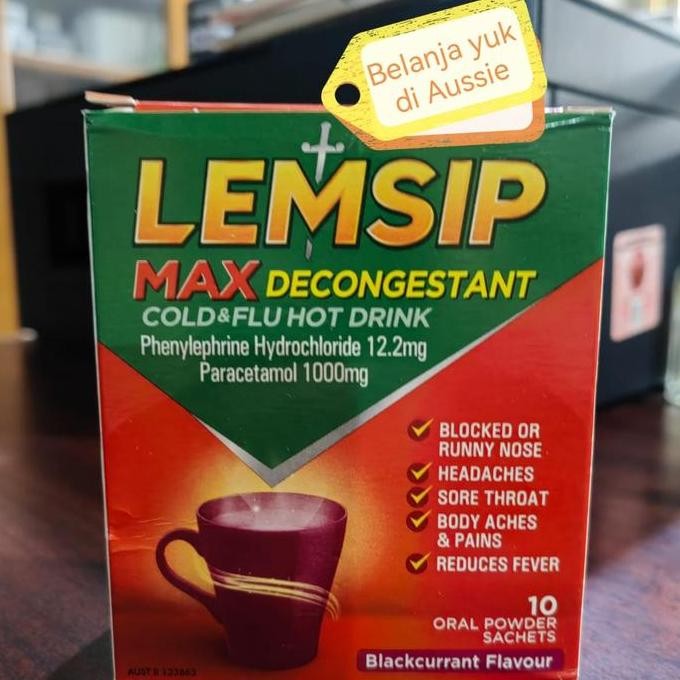 Belanja yuk
di Aussie
LEMSIP
MAX DECONGESTANT
COLD & FLU HOT DRINK
Phenylephrine Hydrochloride 12.2mg
Paracetamol 1000mg
BLOCKED OR
RUNNY NOSE
HEADACHES
SORE THROAT
BODY ACHES
& PAINS
REDUCES FEVER
10
ORAL POWDER
SACHETS
Blackcurrant Flavour
AUST R